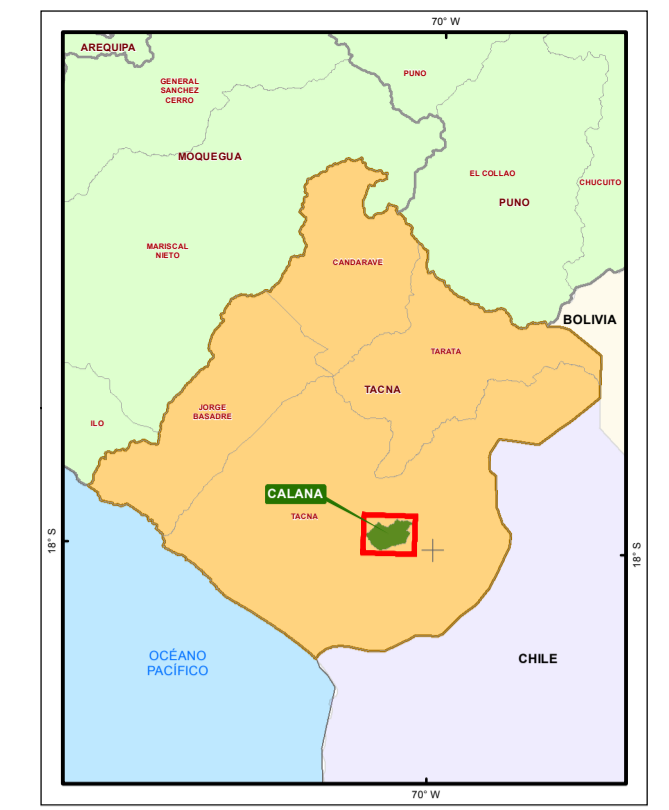 70° W
AREQUIPA
PUNO
GENERAL
SANCHEZ
CERRO
MOQUEGUA
EL COLLAO
CHUCUITO
PUNO
MARISCAL
NIETO
CANDARAVE
BOLIVIA
TARATA
TACNA
JORGE
BASADRE
ILO
CALANA
TACNA
18° S
18° S
OCÉANO
PACÍFICO
CHILE
70° W